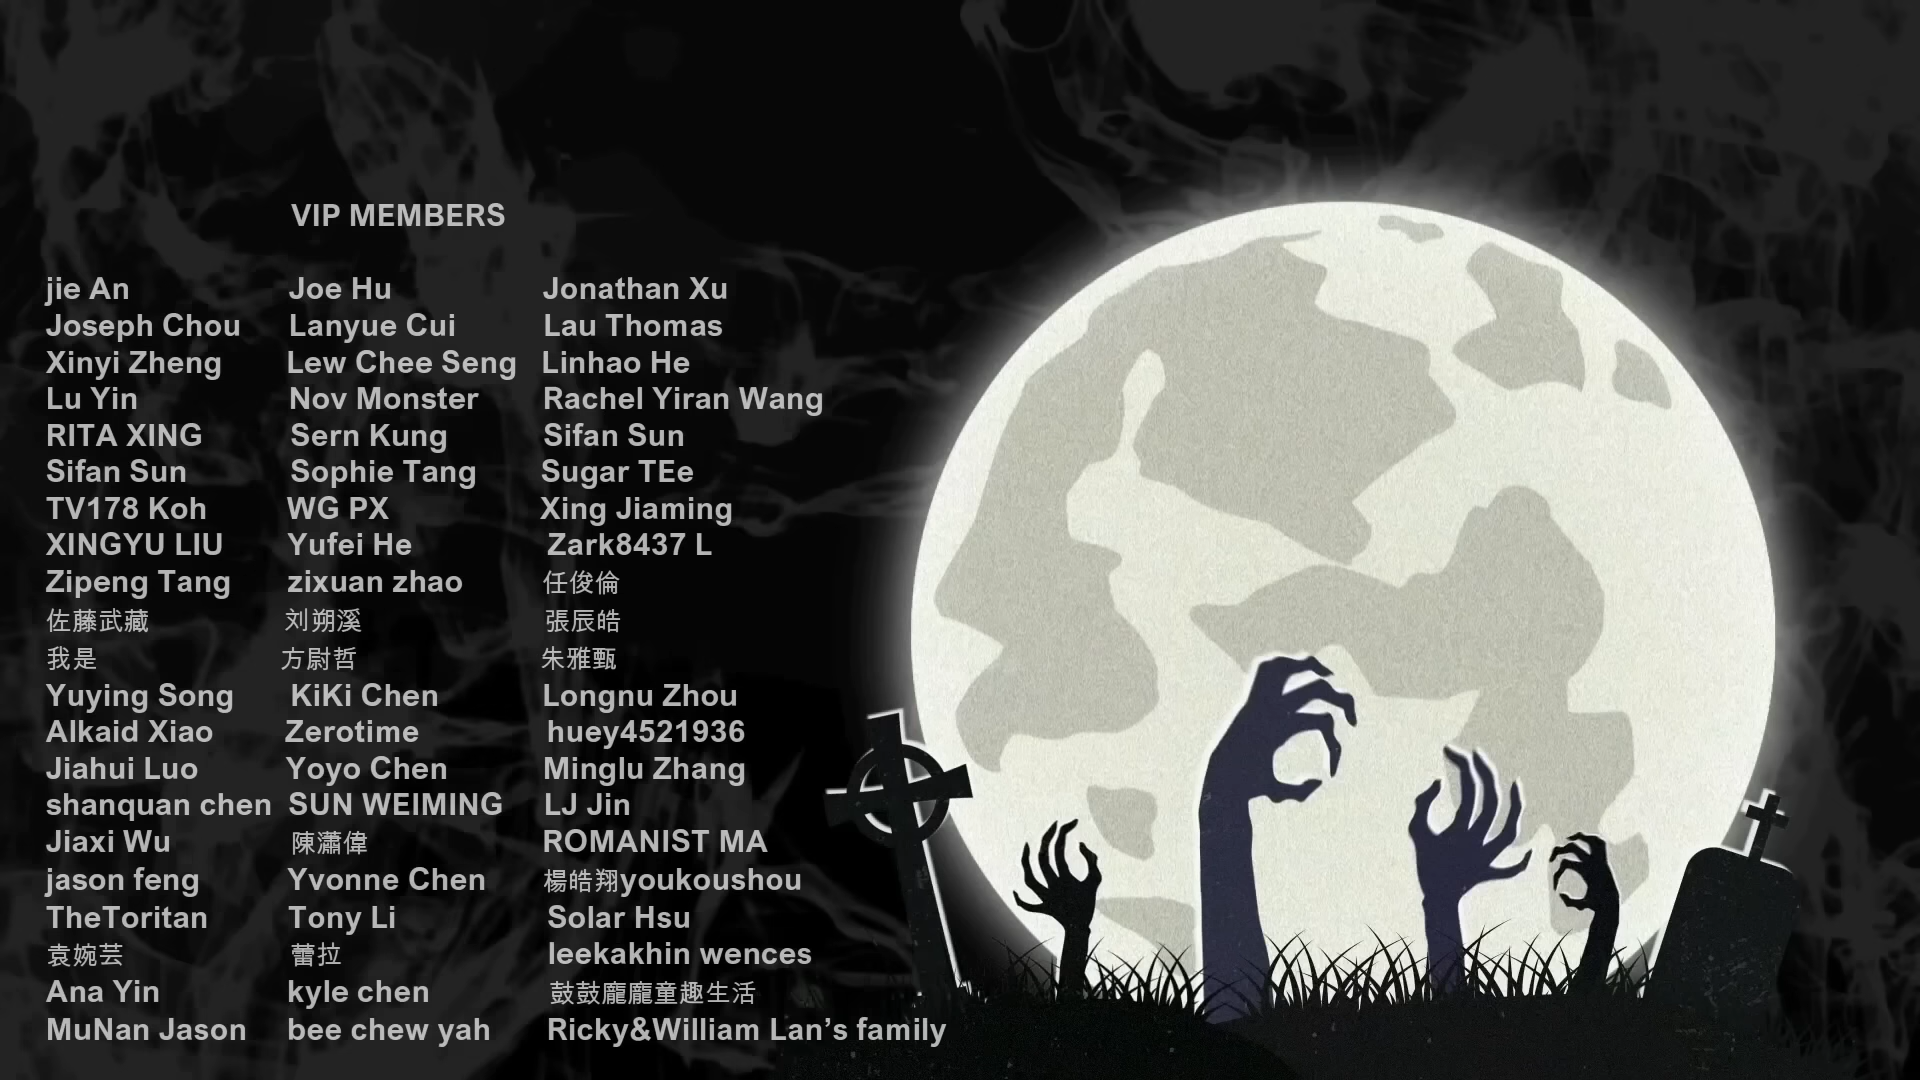 VIP MEMBERS
jie An Joe Hu Jonathan Xu
Joseph Chou Lanyue Cui Lau Thomas
Xinyi Zheng Lew Chee Seng Linhao He
Lu Yin Nov Monster Rachel Yiran Wang
RITA XING Sern Kung Sifan Sun
Sifan Sun Sophie Tang Sugar TEe
TV178 Koh WG PX Xing Jiaming
XINGYU LIU Yufei He Zark8437 L
Zipeng Tang zixuan zhao 任俊倫
佐藤武藏 刘朔溪 張辰皓
我是 方尉哲 朱雅甄
Yuying Song KiKi Chen Longnu Zhou
Alkaid Xiao Zerotime huey4521936
Jiahui Luo Yoyo Chen Minglu Zhang
shanquan chen SUN WEIMING LJ Jin
Jiaxi Wu 陳瀟偉 ROMANIST MA
jason feng Yvonne Chen 楊皓翔youkoushou
TheToritan Tony Li Solar Hsu
袁婉芸 蕾拉 leekakhin wences
Ana Yin kyle chen 鼓鼓龐龐童趣生活
MuNan Jason bee chew yah Ricky&William Lan’s family